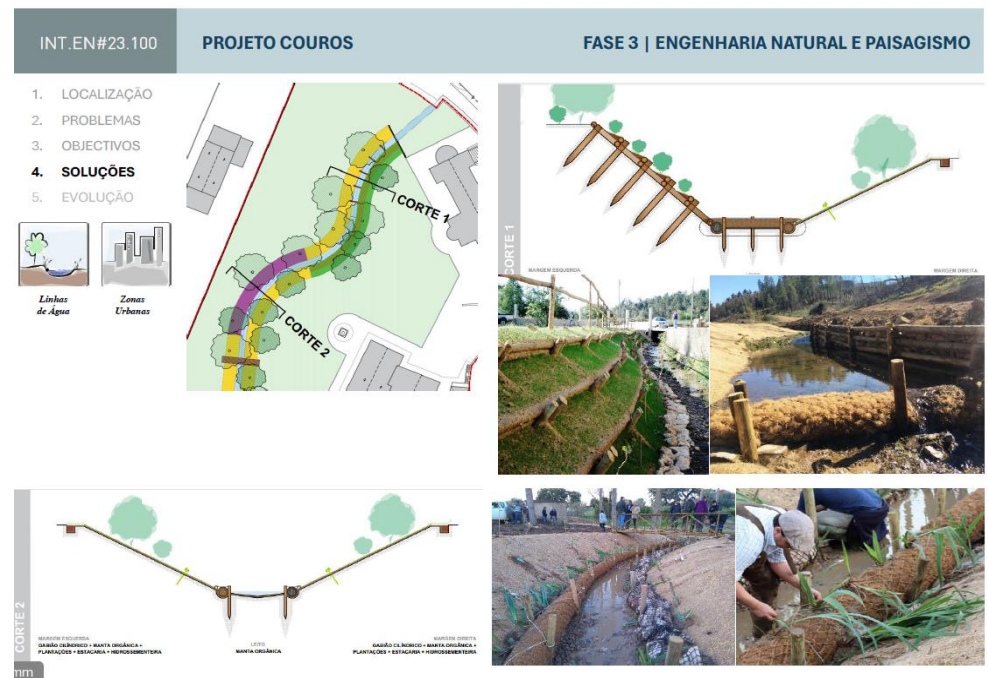 INT.EN#23.100
PROJETO COUROS
FASE 3 | ENGENHARIA NATURAL E PAISAGISMO
1. LOCALIZAÇÃO
2. PROBLEMAS
3. OBJECTIVOS
4. SOLUÇÕES
5. EVOLUÇÃO
Linhas
de Água
Zonas
Urbanas
CORTE 1
CORTE 2
CORTE 1
MARGEM ESQUERDA
MARGEM DIREITA
CORTE 2
MARGEM ESQUERDA
GABIÃO CILÍNDRICO + MANTA ORGÂNICA +
PLANTAÇÕES + ESTACARIA + HIDROSSEMENTEIRA
LEITO
MANTA ORGÂNICA
MARGEM DIREITA
GABIÃO CILÍNDRICO + MANTA ORGÂNICA +
PLANTAÇÕES + ESTACARIA + HIDROSSEMENTEIRA
mm